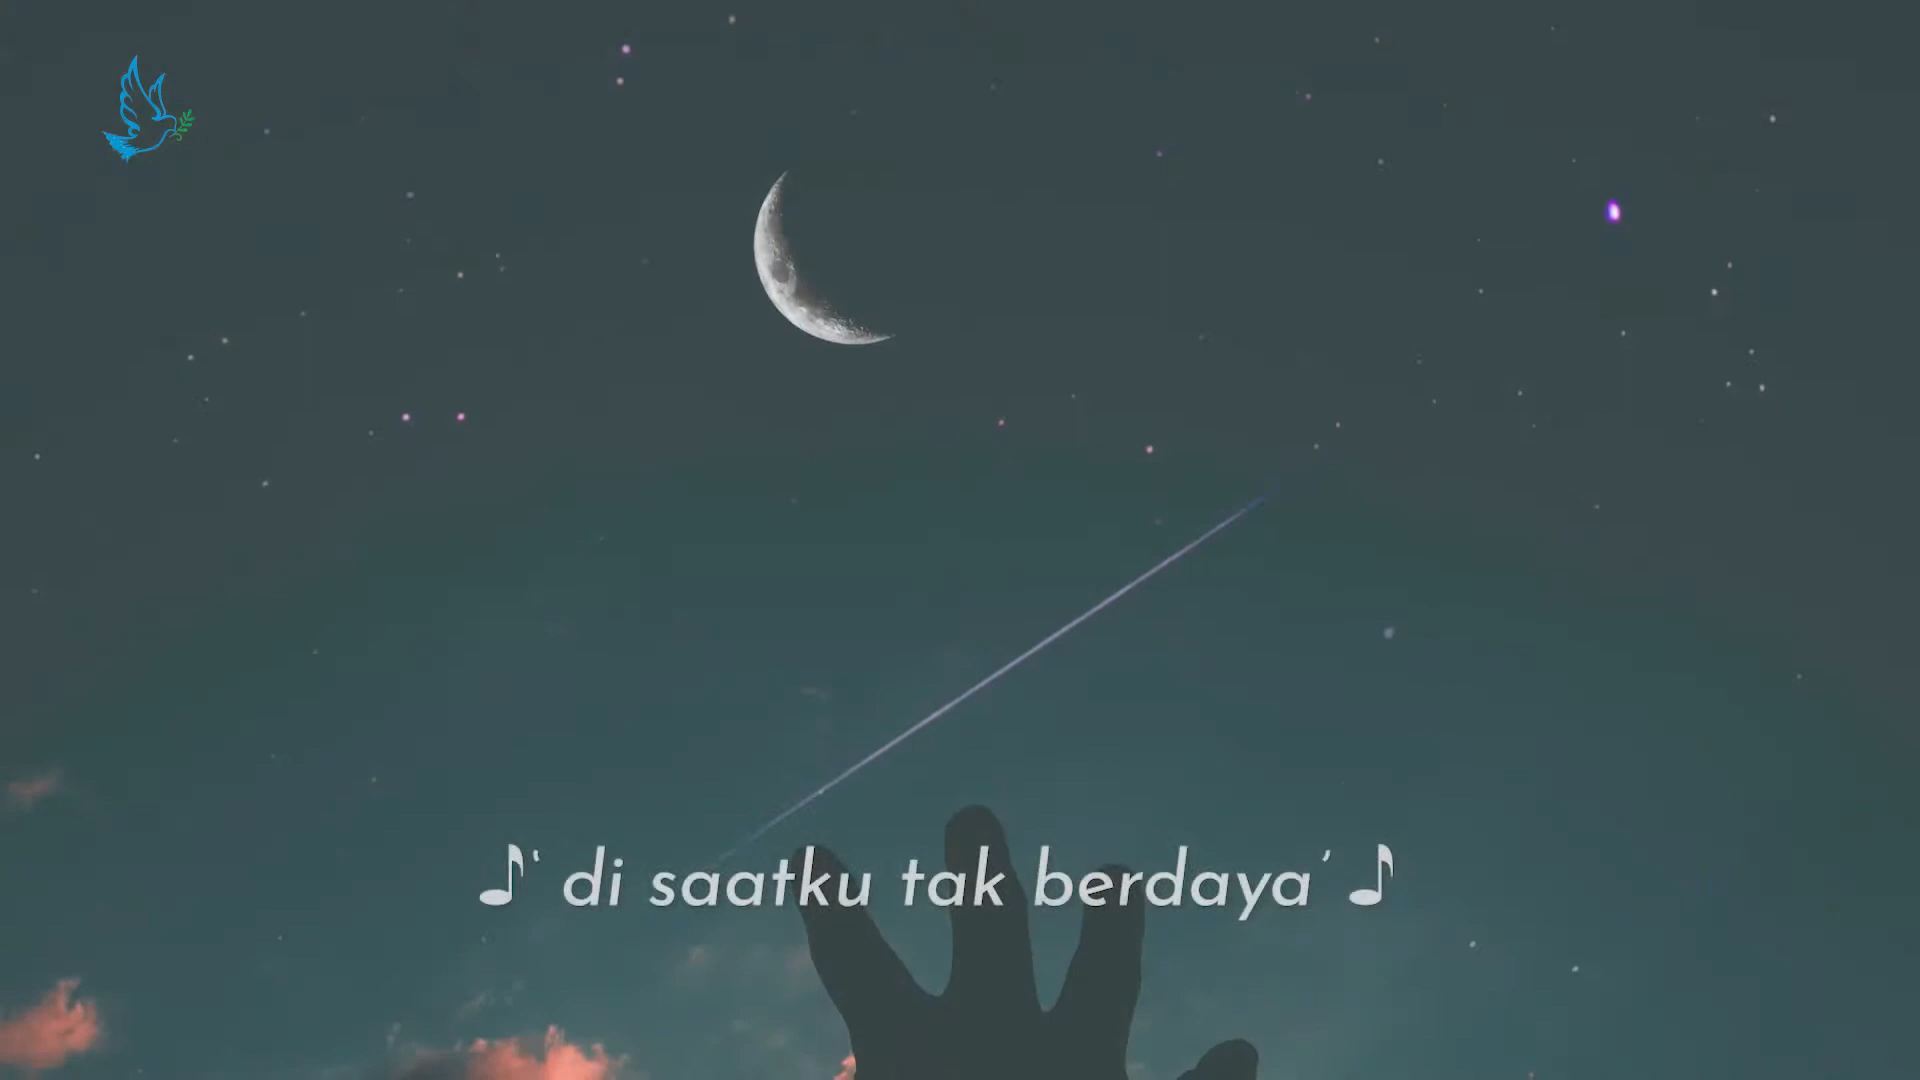 ♪‘ di saatku tak berdaya’ ♪